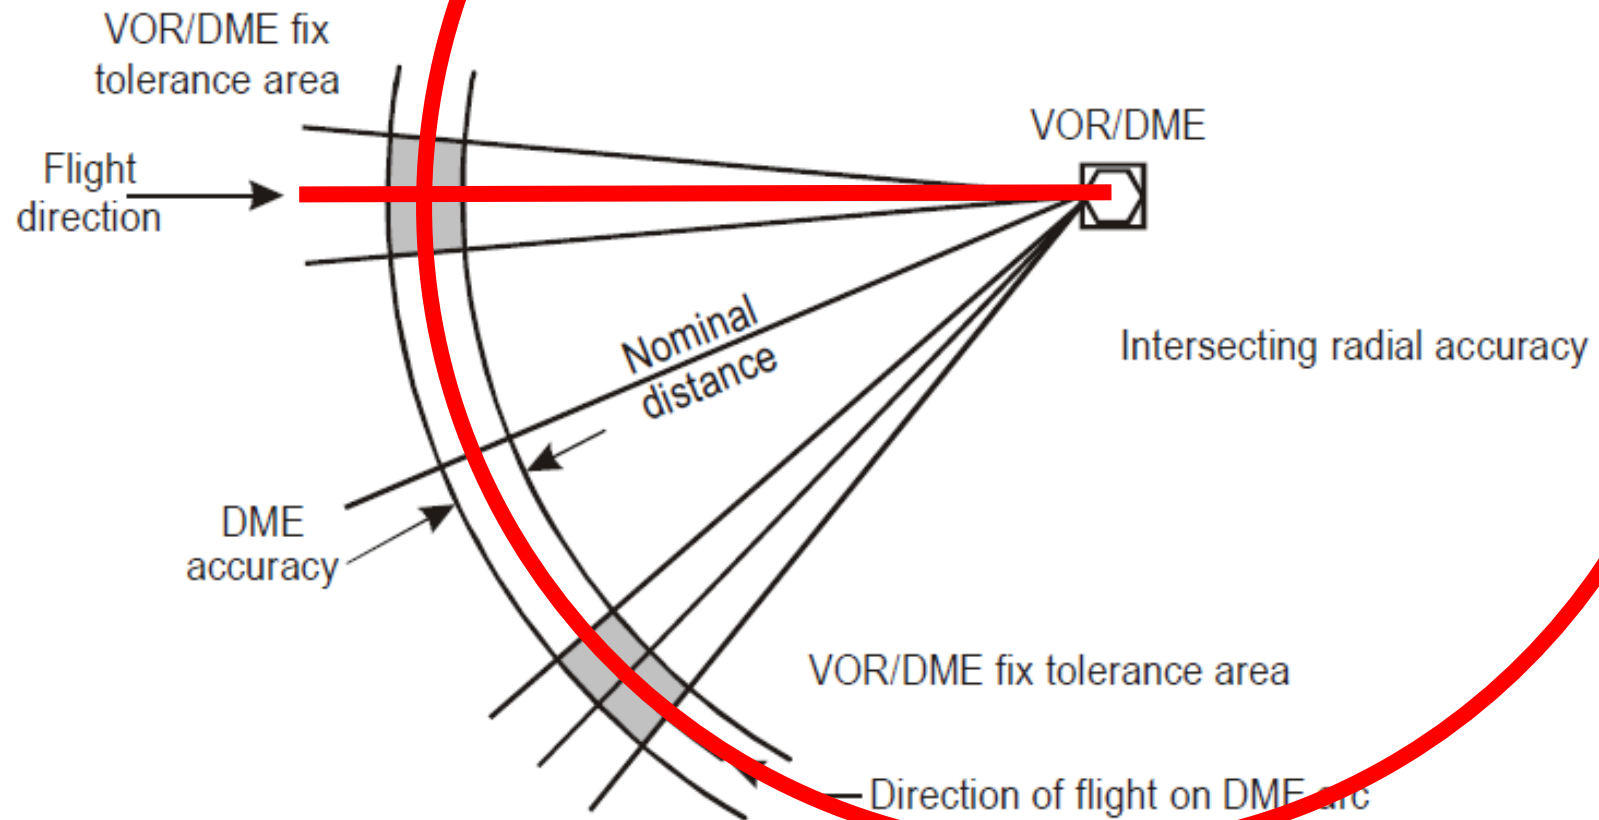 VOR/DME fix
tolerance area
VOR/DME
Flight
direction
Nominal
distance
Intersecting radial accuracy
DME
accuracy
VOR/DME fix tolerance area
Direction of flight on DME arc